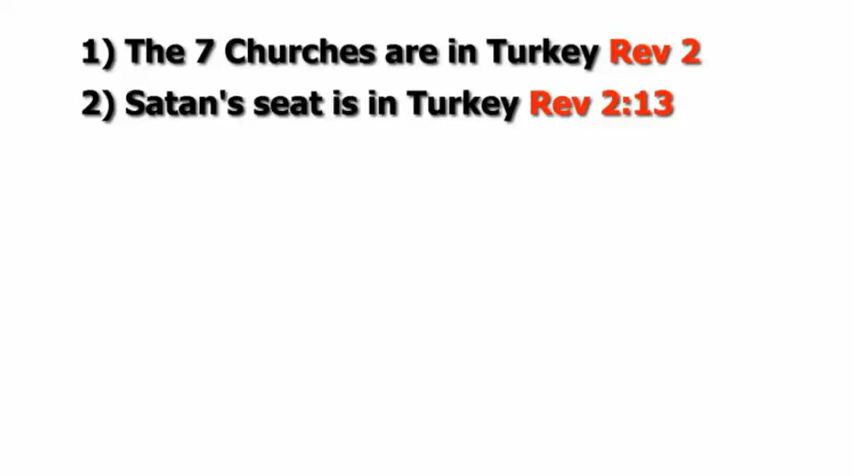 1) The 7 Churches are in Turkey Rev 2
2) Satan's seat is in Turkey Rev 2:13